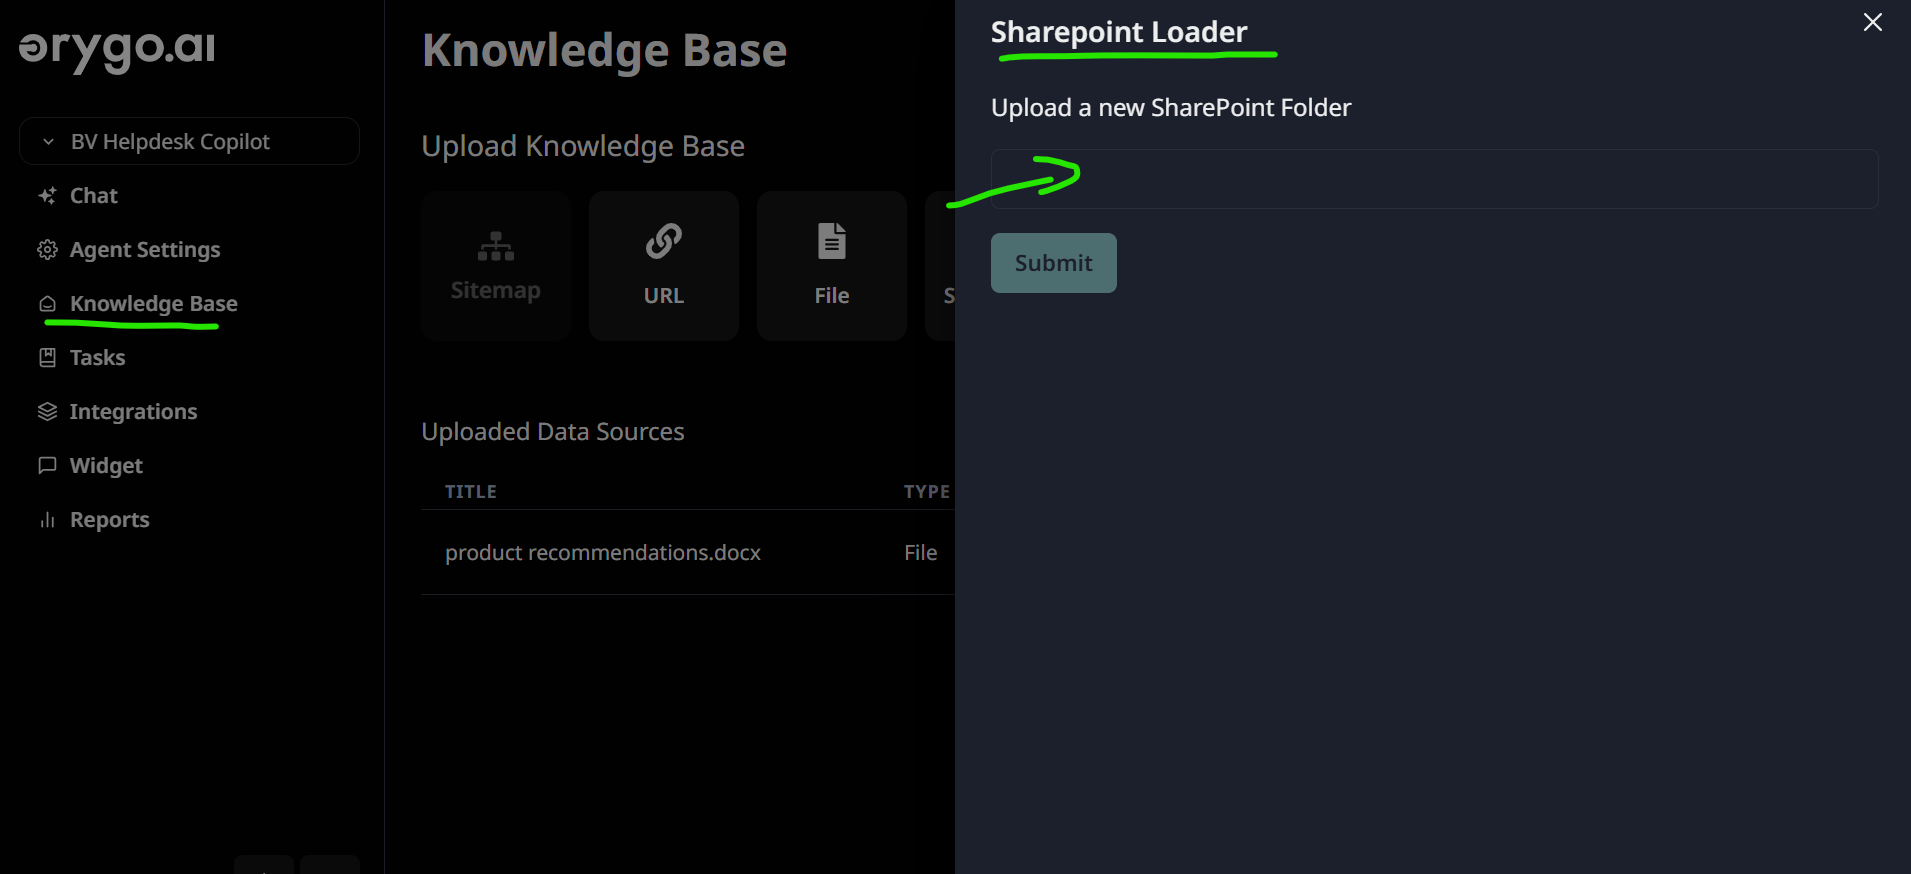 erygo.ai
BV Helpdesk Copilot
Chat
Agent Settings
Knowledge Base
Tasks
Integrations
Widget
Reports
Knowledge Base
Upload Knowledge Base
Sitemap
URL
File
S
Uploaded Data Sources
TITLE TYPE
product recommendations.docx File
Sharepoint Loader
Upload a new SharePoint Folder
Submit